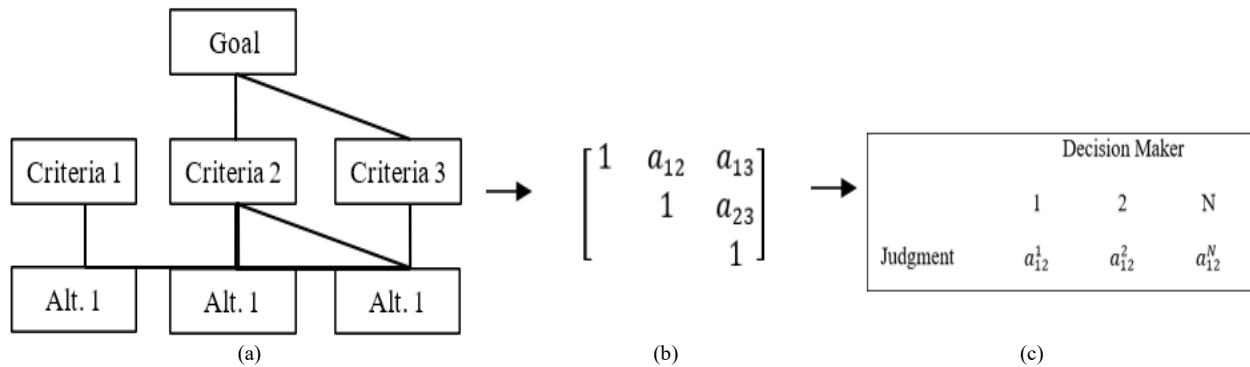 Goal
Criteria 1 Criteria 2 Criteria 3
Alt. 1 Alt. 1 Alt. 1
(a)
1 a₁₂ a₁₃
1 a₂₃
1
(b)
Decision Maker
1 2 N
Judgment a¹₁₂ a²₁₂ aᴺ₁₂
(c)